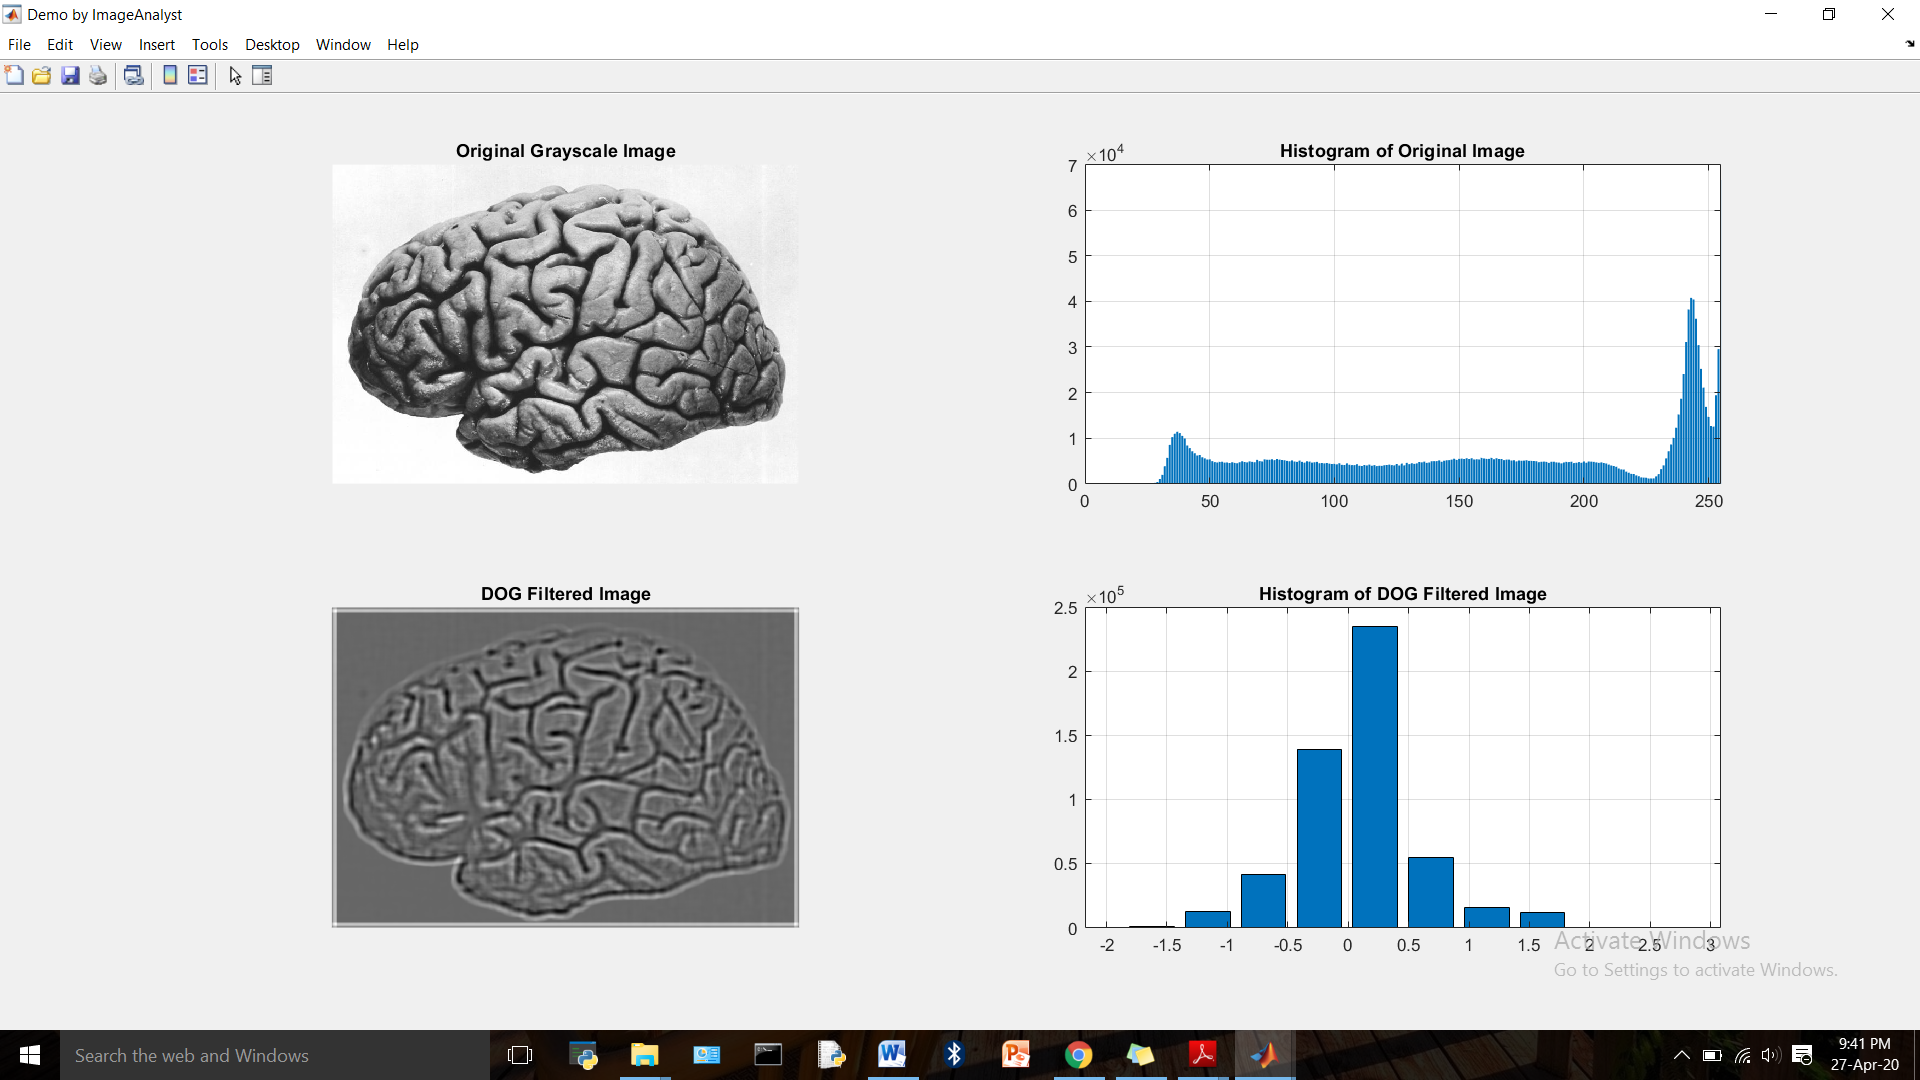 Demo by ImageAnalyst
File Edit View Insert Tools Desktop Window Help
Original Grayscale Image
Histogram of Original Image
×10^4
7
6
5
4
3
2
1
0
0 50 100 150 200 250
DOG Filtered Image
Histogram of DOG Filtered Image
×10^5
2.5
2
1.5
1
0.5
0
-2 -1.5 -1 -0.5 0 0.5 1 1.5 2 2.5 3
Activate Windows
Go to Settings to activate Windows.
Search the web and Windows
9:41 PM
27-Apr-20